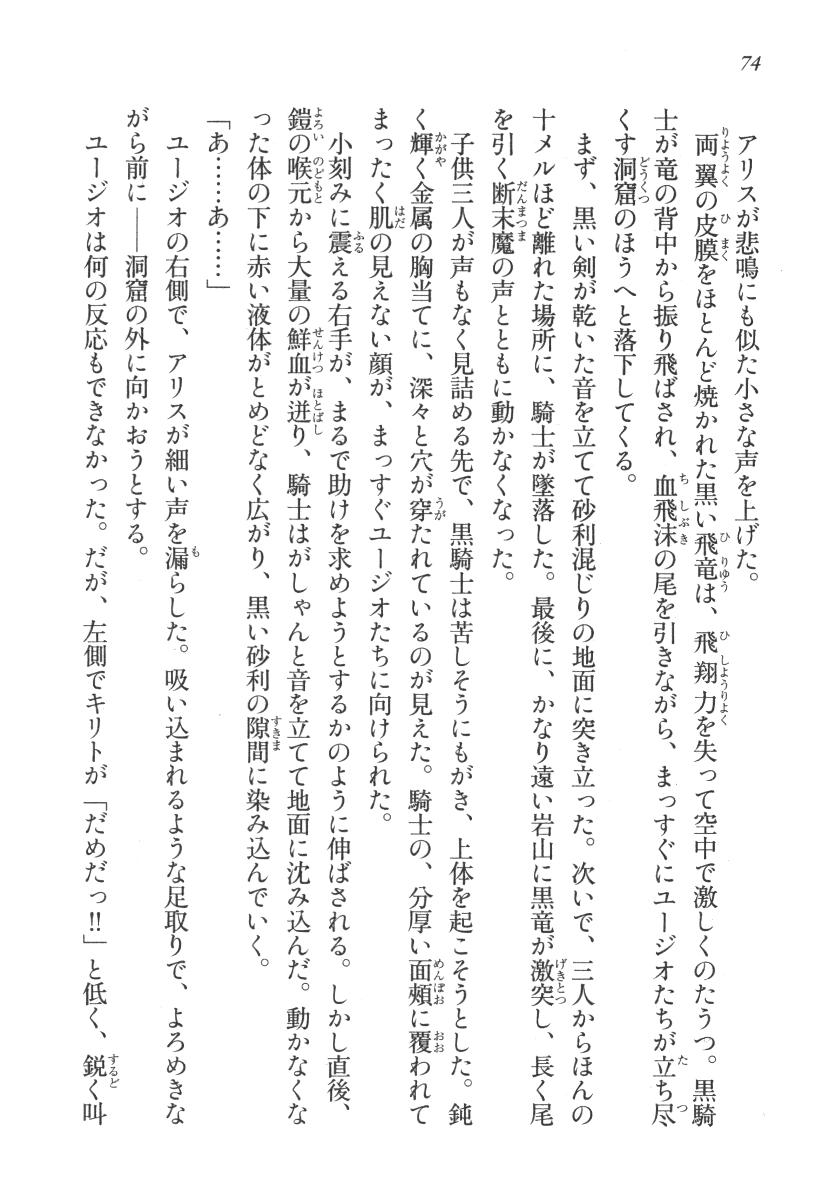 74
アリスが悲鳴にも似た小さな声を上げた。
両翼の皮膜をほとんど焼かれた黒い飛竜は、飛翔力を失って空中で激しくのたうつ。黒騎
士が竜の背中から振り飛ばされ、血飛沫の尾を引きながら、まっすぐにユージオたちが立ち尽
くす洞窟のほうへと落下してくる。
まず、黒い剣が乾いた音を立てて砂利混じりの地面に突き立った。次いで、三人からほんの
十メルほど離れた場所に、騎士が墜落した。最後に、かなり遠い岩山に黒竜が激突し、長く尾
を引く断末魔の声とともに動かなくなった。
子供三人が声もなく見詰める先で、黒騎士は苦しそうにもがき、上体を起こそうとした。鈍
く輝く金属の胸当てに、深々と穴が穿たれているのが見えた。騎士の、分厚い面頰に覆われて
まったく肌の見えない顔が、まっすぐユージオたちに向けられた。
小刻みに震える右手が、まるで助けを求めようとするかのように伸ばされる。しかし直後、
鎧の喉元から大量の鮮血が迸り、騎士はがしゃんと音を立てて地面に沈み込んだ。動かなくな
った体の下に赤い液体がとめどなく広がり、黒い砂利の隙間に染み込んでいく。
「あ……あ……」
ユージオの右側で、アリスが細い声を漏らした。吸い込まれるような足取りで、よろめきな
がら前に――洞窟の外に向かおうとする。
ユージオは何の反応もできなかった。だが、左側でキリトが「だめだっ!!」と低く、鋭く叫